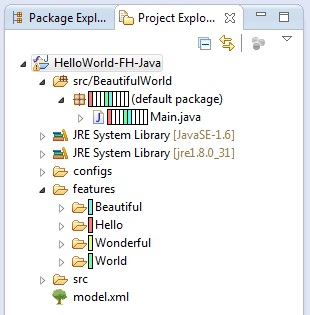 Package Expl...
Project Explo...
HelloWorld-FH-Java
src/BeautifulWorld
(default package)
Main.java
JRE System Library [JavaSE-1.6]
JRE System Library [jre1.8.0_31]
configs
features
Beautiful
Hello
Wonderful
World
src
model.xml